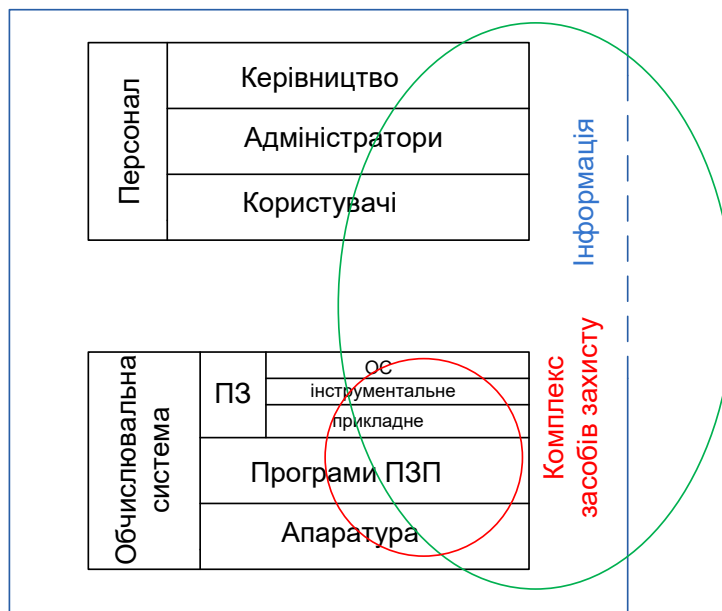 Персонал
Керівництво
Адміністратори
Користувачі
Інформація
Обчислювальна
система
ПЗ
ОС
інструментальне
прикладне
Програми ПЗП
Апаратура
Комплекс
засобів захисту